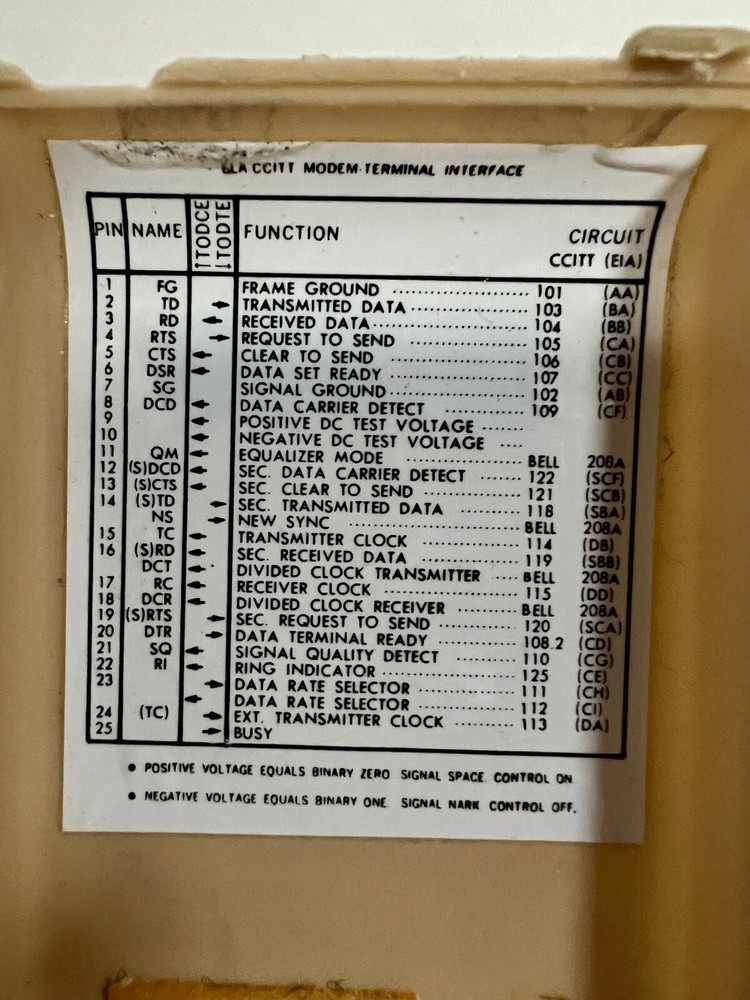 CCITT MODEM-TERMINAL INTERFACE
PIN NAME ↑TODCE ↓TODTE FUNCTION CIRCUIT CCITT (EIA)
1 FG FRAME GROUND 101 (AA)
2 TD → TRANSMITTED DATA 103 (BA)
3 RD ← RECEIVED DATA 104 (BB)
4 RTS → REQUEST TO SEND 105 (CA)
5 CTS ← CLEAR TO SEND 106 (CB)
6 DSR ← DATA SET READY 107 (CC)
7 SG SIGNAL GROUND 102 (AB)
8 DCD ← DATA CARRIER DETECT 109 (CF)
9 ← POSITIVE DC TEST VOLTAGE
10 ← NEGATIVE DC TEST VOLTAGE
11 QM ← EQUALIZER MODE BELL 208A
12 (S)DCD ← SEC. DATA CARRIER DETECT 122 (SCF)
13 (S)CTS ← SEC. CLEAR TO SEND 121 (SCB)
14 (S)TD → SEC. TRANSMITTED DATA 118 (SBA)
NS → NEW SYNC BELL 208A
15 TC ← TRANSMITTER CLOCK 114 (DB)
16 (S)RD ← SEC. RECEIVED DATA 119 (SBB)
DCT ← DIVIDED CLOCK TRANSMITTER BELL 208A
17 RC ← RECEIVER CLOCK 115 (DD)
18 DCR ← DIVIDED CLOCK RECEIVER BELL 208A
19 (S)RTS → SEC. REQUEST TO SEND 120 (SCA)
20 DTR → DATA TERMINAL READY 108.2 (CD)
21 SQ ← SIGNAL QUALITY DETECT 110 (CG)
22 RI ← RING INDICATOR 125 (CE)
23 → DATA RATE SELECTOR 111 (CH)
← DATA RATE SELECTOR 112 (CI)
24 (TC) → EXT. TRANSMITTER CLOCK 113 (DA)
25 → BUSY
• POSITIVE VOLTAGE EQUALS BINARY ZERO SIGNAL SPACE CONTROL ON
• NEGATIVE VOLTAGE EQUALS BINARY ONE SIGNAL NARK CONTROL OFF.